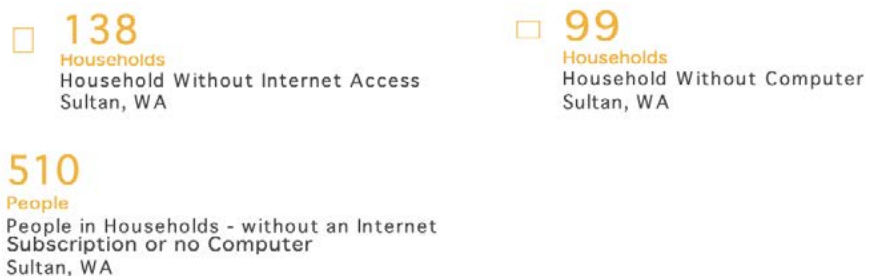 138
Households
Household Without Internet Access
Sultan, WA
99
Households
Household Without Computer
Sultan, WA
510
People
People in Households - without an Internet
Subscription or no Computer
Sultan, WA